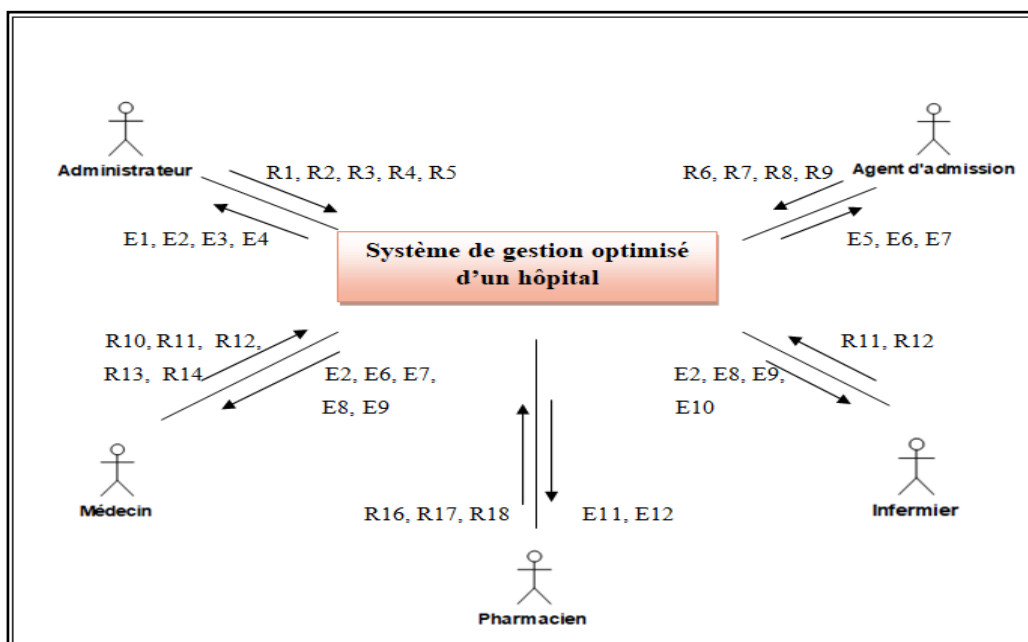 Administrateur
R1, R2, R3, R4, R5
E1, E2, E3, E4
R6, R7, R8, R9
Agent d'admission
E5, E6, E7
Système de gestion optimisé
d'un hôpital
R10, R11, R12,
R13, R14
E2, E6, E7,
E8, E9
Médecin
R11, R12
E2, E8, E9,
E10
Infermier
R16, R17, R18
E11, E12
Pharmacien